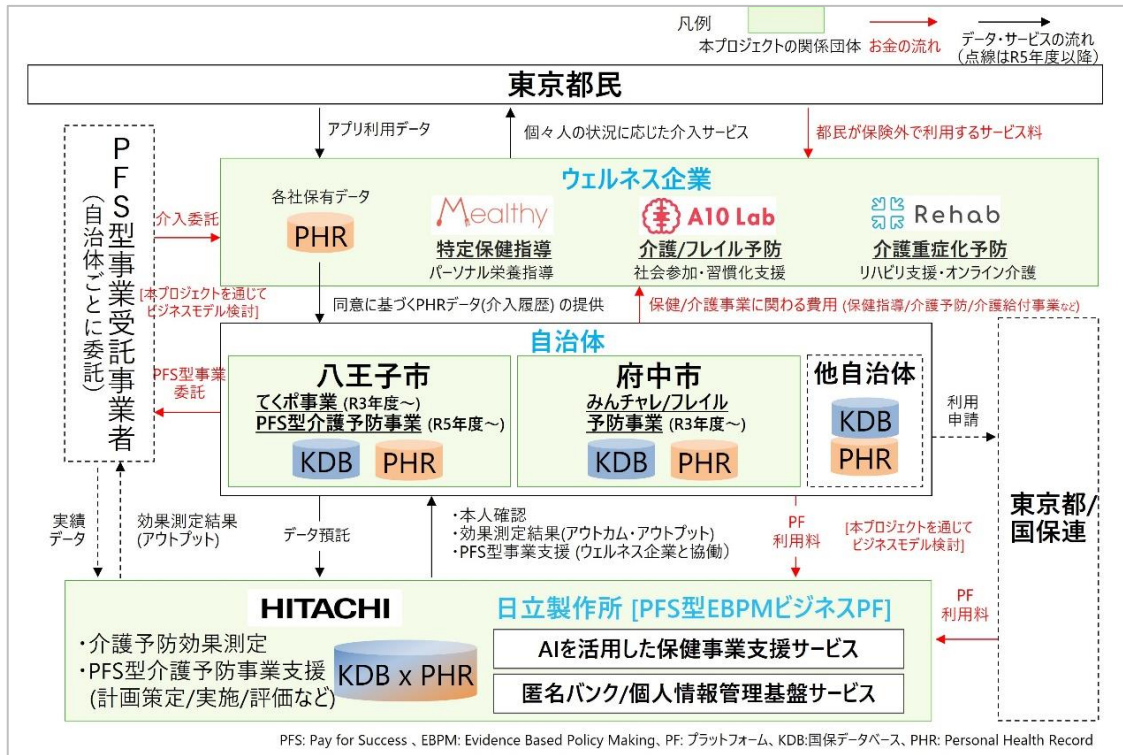 凡例
本プロジェクトの関係団体
お金の流れ
データ・サービスの流れ
(点線はR5年度以降)
東京都民
アプリ利用データ
個々人の状況に応じた介入サービス
都民が保険外で利用するサービス料
PFS型事業受託事業者
(自治体ごとに委託)
介入委託
[本プロジェクトを通じて
ビジネスモデル検討]
PFS型事業
委託
ウェルネス企業
各社保有データ
PHR
Mealthy
特定保健指導
パーソナル栄養指導
A10 Lab
介護/フレイル予防
社会参加・習慣化支援
Rehab
介護重症化予防
リハビリ支援・オンライン介護
同意に基づくPHRデータ(介入履歴) の提供
保健/介護事業に関わる費用 (保健指導/介護予防/介護給付事業など)
自治体
八王子市
てくポ事業 (R3年度～)
PFS型介護予防事業 (R5年度～)
KDB
PHR
府中市
みんチャレ/フレイル
予防事業 (R3年度～)
KDB
PHR
他自治体
KDB
PHR
利用
申請
東京都/
国保連
実績
データ
効果測定結果
(アウトプット)
データ預託
・本人確認
・効果測定結果(アウトカム・アウトプット)
・PFS型事業支援 (ウェルネス企業と協働)
PF
利用料
[本プロジェクトを通じて
ビジネスモデル検討]
PF
利用料
HITACHI
日立製作所 [PFS型EBPMビジネスPF]
・介護予防効果測定
・PFS型介護予防事業支援
(計画策定/実施/評価など)
KDB x PHR
AIを活用した保健事業支援サービス
匿名バンク/個人情報管理基盤サービス
PFS: Pay for Success 、EBPM: Evidence Based Policy Making、PF: プラットフォーム、KDB:国保データベース、PHR: Personal Health Record